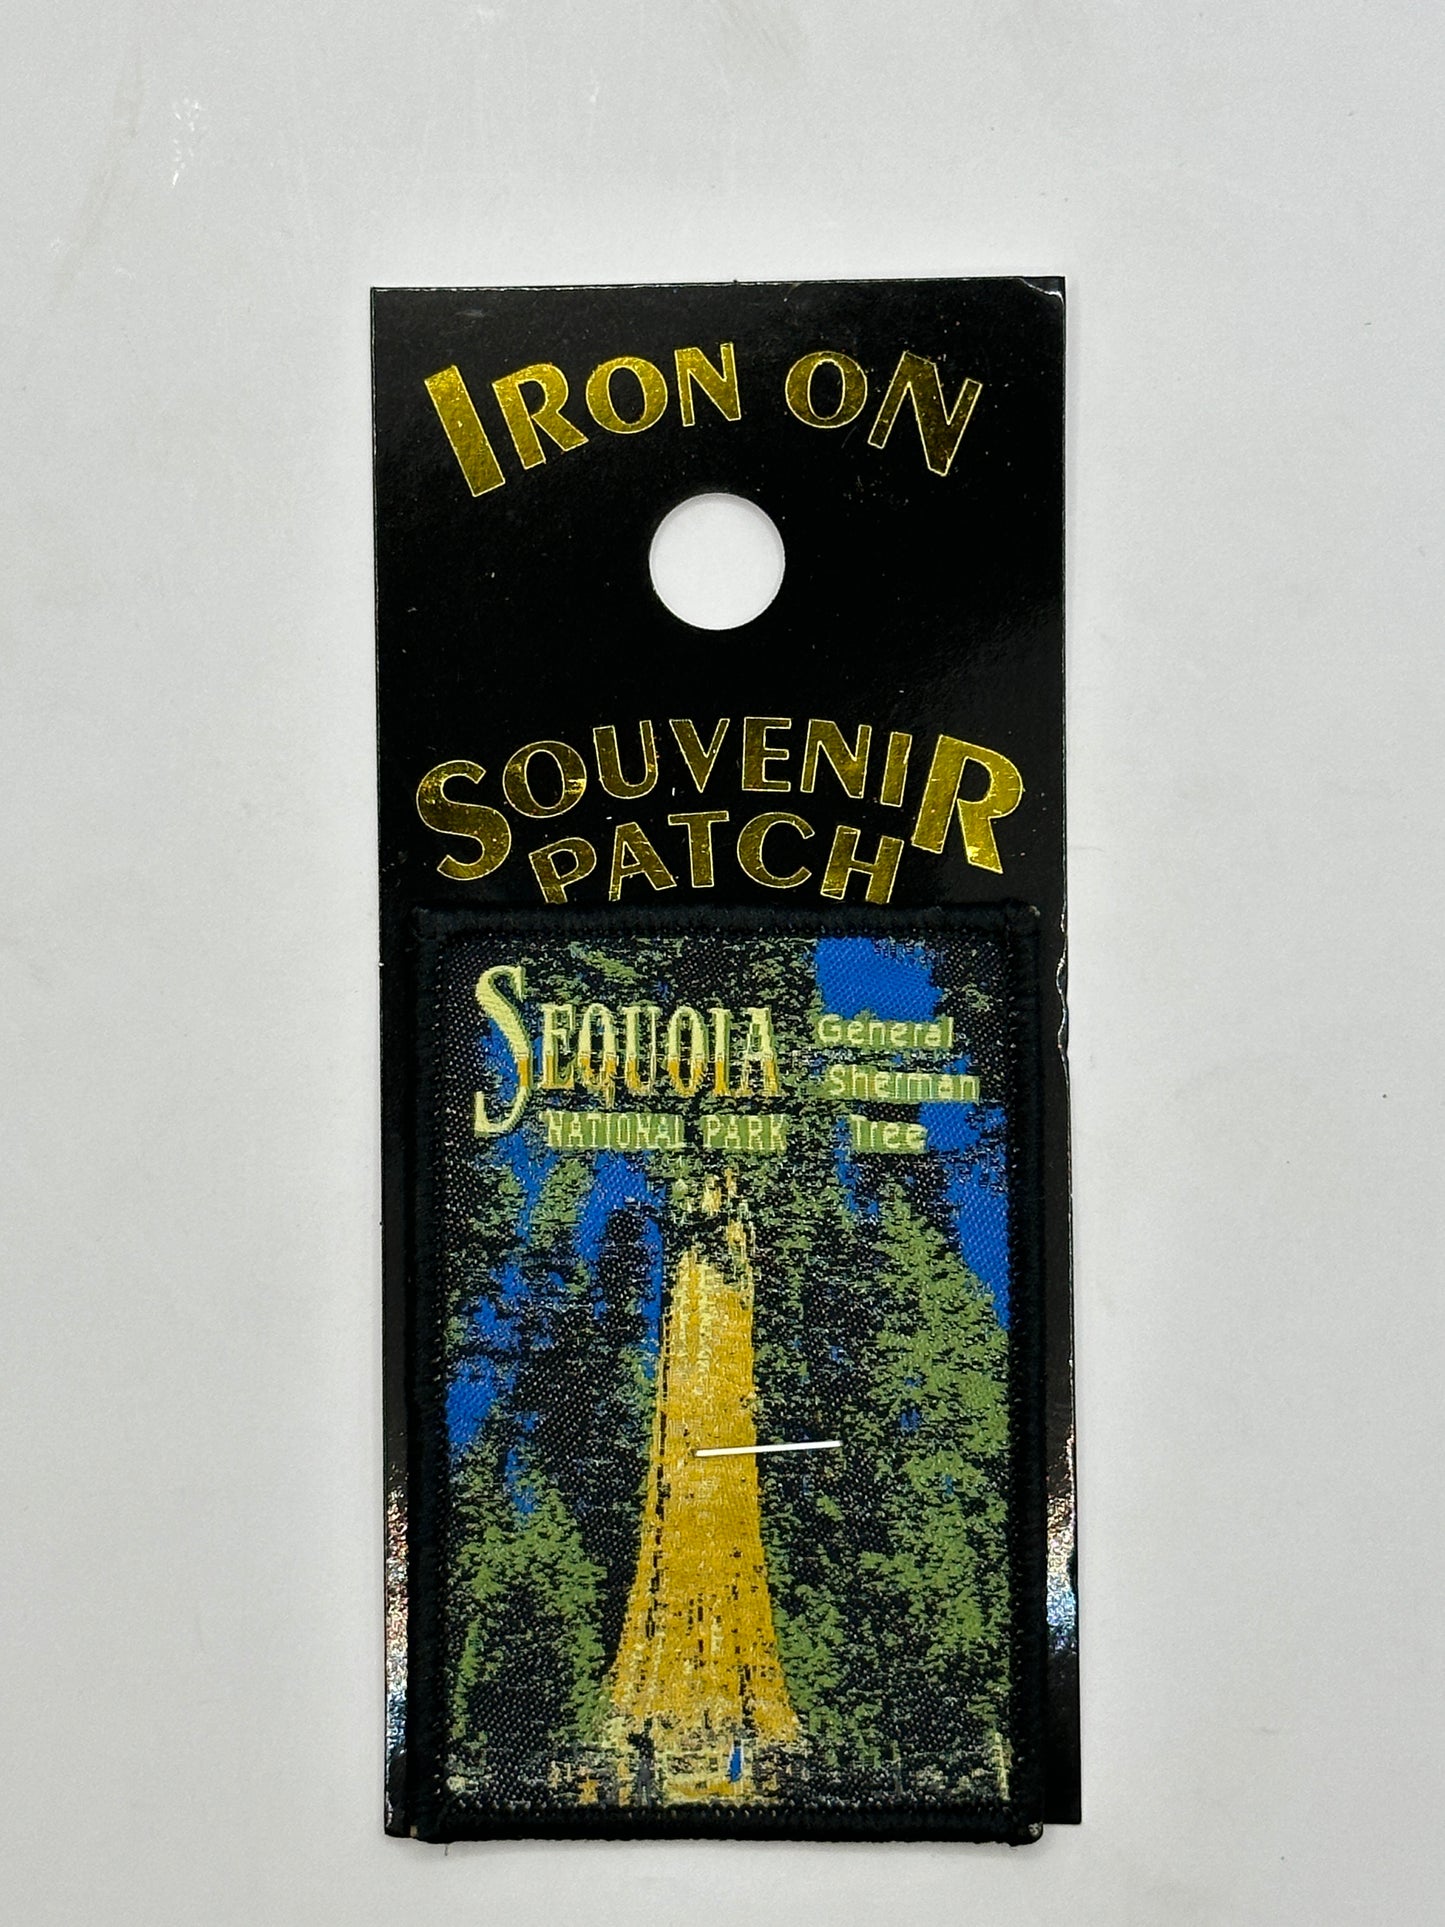 IRON ON
SOUVENIR
PATCH
SEQUOIA
NATIONAL PARK
General
Sherman
Tree